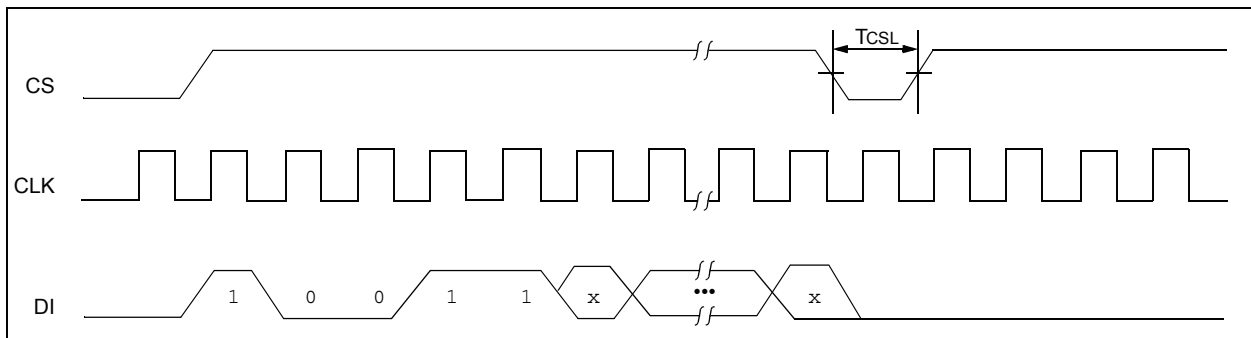 TCSL
CS
CLK
DI
1 0 0 1 1 x ••• x